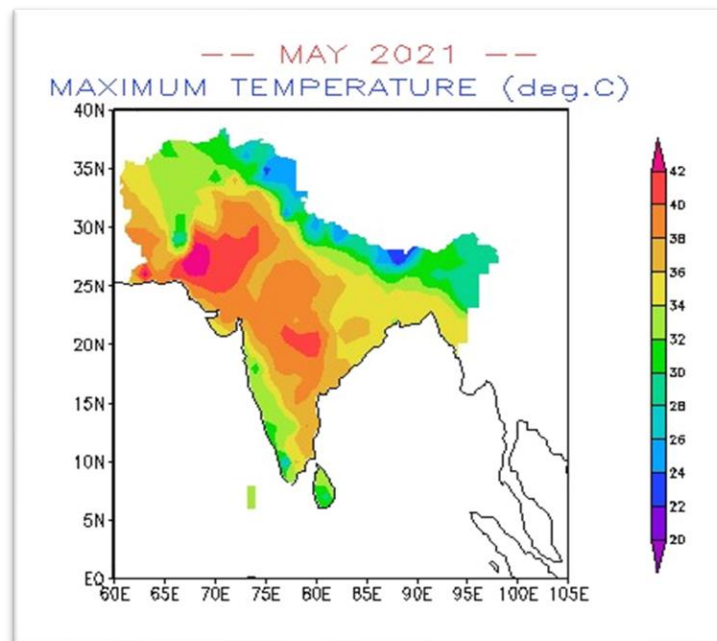 -- MAY 2021 --
MAXIMUM TEMPERATURE (deg.C)
40N
35N
30N
25N
20N
15N
10N
5N
EQ
60E 65E 70E 75E 80E 85E 90E 95E 100E 105E
42
40
38
36
34
32
30
28
26
24
22
20